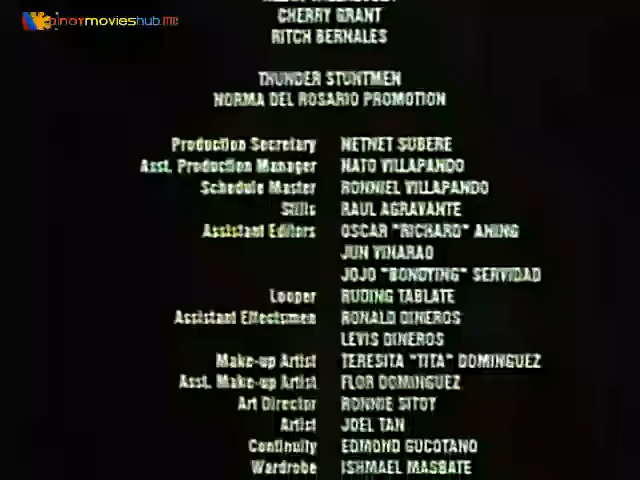 pinoymovieshub.me
CHERRY GRANT
RITCH BERNALES
THUNDER STUNTMEN
NORMA DEL ROSARIO PROMOTION
Production Secretary NETNET SUBERE
Asst. Production Manager NATO VILLAPANDO
Schedule Master RONNIEL VILLAPANDO
Stills RAUL AGRAVANTE
Assistant Editors OSCAR "RICHARD" ANING
JUN VINARAO
JOJO "BONOYING" SERVIDAD
Looper RUDING TABLATE
Assistant Effectsmen RONALD DINEROS
LEVIS DINEROS
Make-up Artist TERESITA "TITA" DOMINGUEZ
Asst. Make-up Artist FLOR DOMINGUEZ
Art Director RONNIE SITOY
Artist JOEL TAN
Continuity EDMOND GUCOTANO
Wardrobe ISHMAEL MASBATE